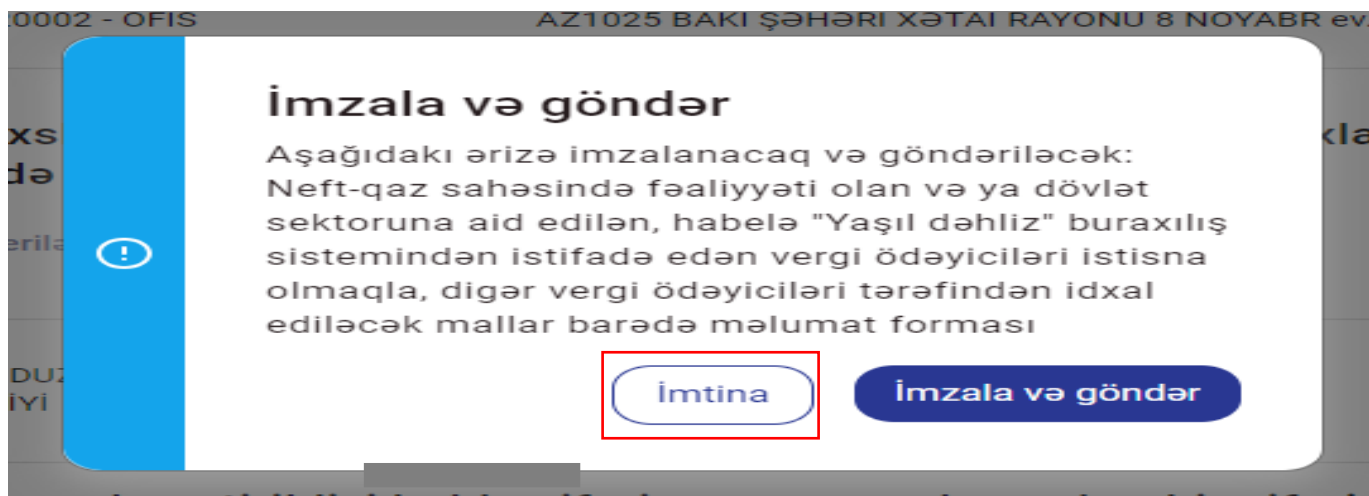 0002 - OFIS
AZ1025 BAKI ŞƏHƏRI XƏTAI RAYONU 8 NOYABR ev.
İmzala və göndər
Aşağıdakı ərizə imzalanacaq və göndəriləcək:
Neft-qaz sahəsində fəaliyyəti olan və ya dövlət
sektoruna aid edilən, habelə "Yaşıl dəhliz" buraxılış
sistemindən istifadə edən vergi ödəyiciləri istisna
olmaqla, digər vergi ödəyiciləri tərəfindən idxal
ediləcək mallar barədə məlumat forması
İmtina
İmzala və göndər